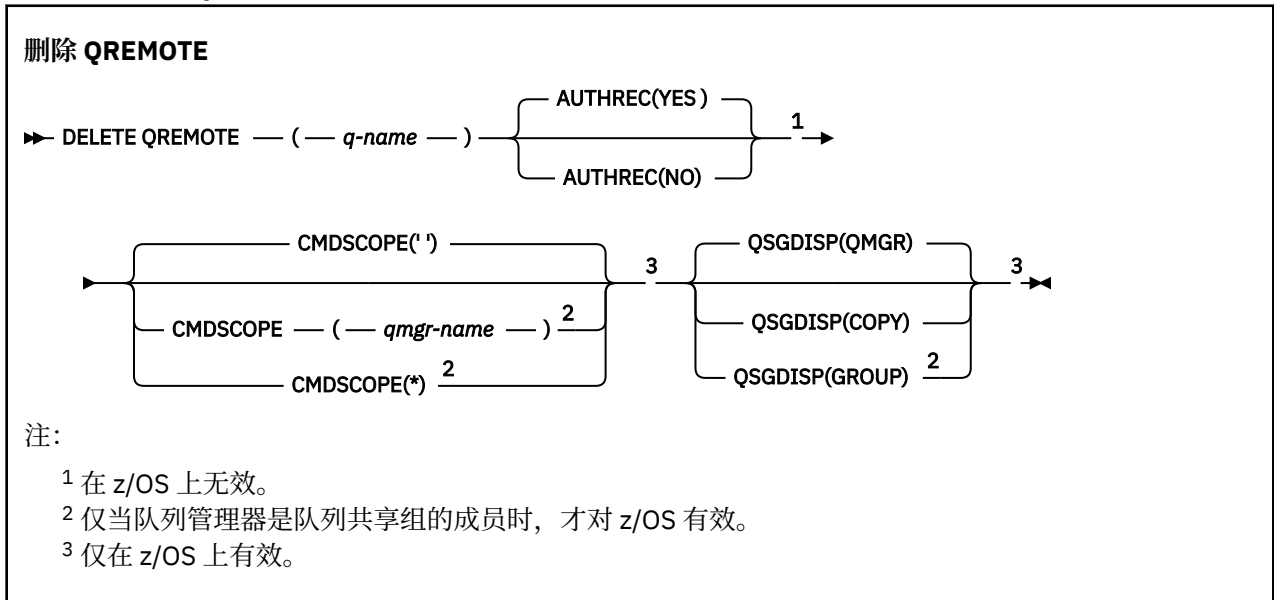 删除 QREMOTE
AUTHREC(YES )
DELETE QREMOTE ( q-name ) 1
AUTHREC(NO)
CMDSCOPE(' ') QSGDISP(QMGR)
3 3
CMDSCOPE ( qmgr-name ) 2 QSGDISP(COPY)
CMDSCOPE(*) 2 QSGDISP(GROUP) 2
注:
1 在 z/OS 上无效。
2 仅当队列管理器是队列共享组的成员时，才对 z/OS 有效。
3 仅在 z/OS 上有效。